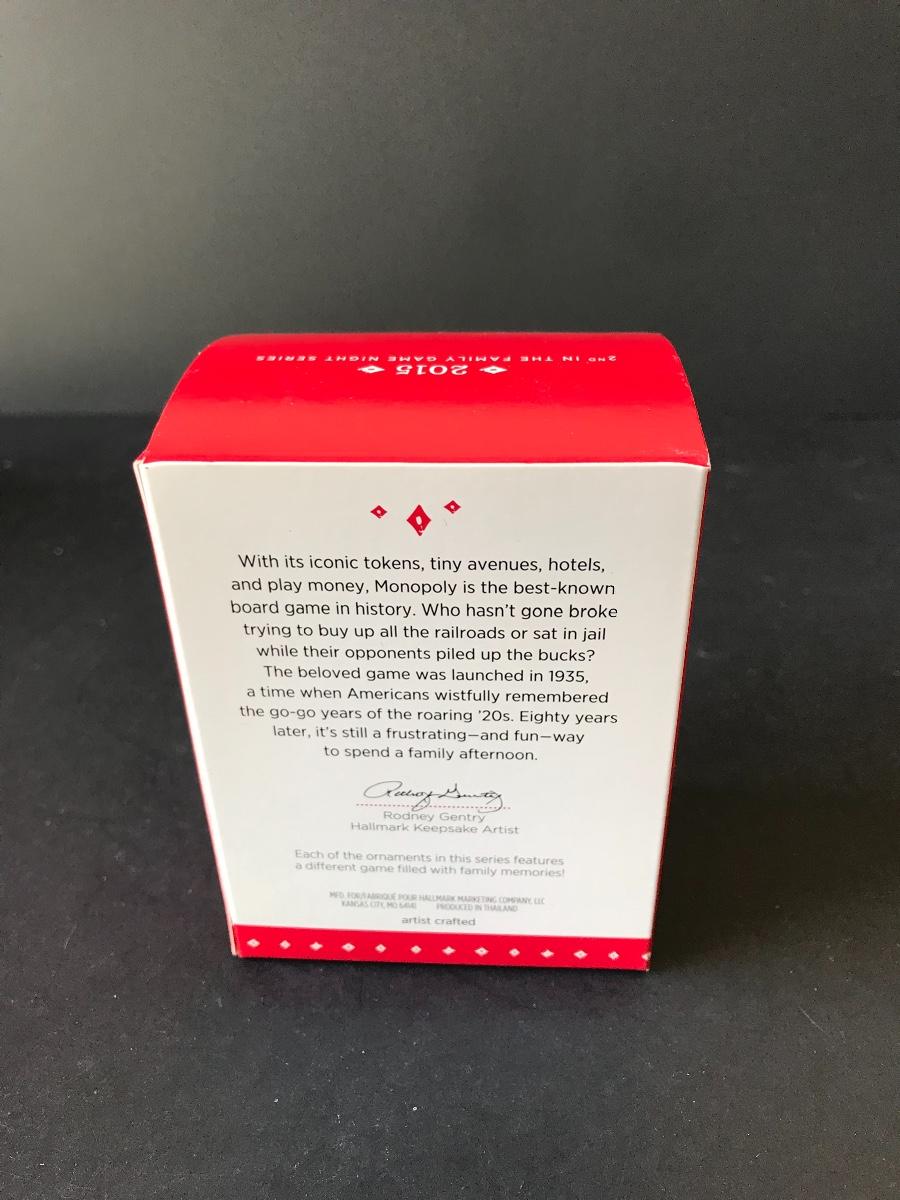 2ND IN THE FAMILY GAME NIGHT SERIES
2015
With its iconic tokens, tiny avenues, hotels,
and play money, Monopoly is the best-known
board game in history. Who hasn't gone broke
trying to buy up all the railroads or sat in jail
while their opponents piled up the bucks?
The beloved game was launched in 1935,
a time when Americans wistfully remembered
the go-go years of the roaring '20s. Eighty years
later, it's still a frustrating—and fun—way
to spend a family afternoon.
Rodney Gentry
Rodney Gentry
Hallmark Keepsake Artist
Each of the ornaments in this series features
a different game filled with family memories!
MFD. FOR/FABRIQUÉ POUR HALLMARK MARKETING COMPANY, LLC
KANSAS CITY, MO 64141 PRODUCED IN THAILAND
artist crafted